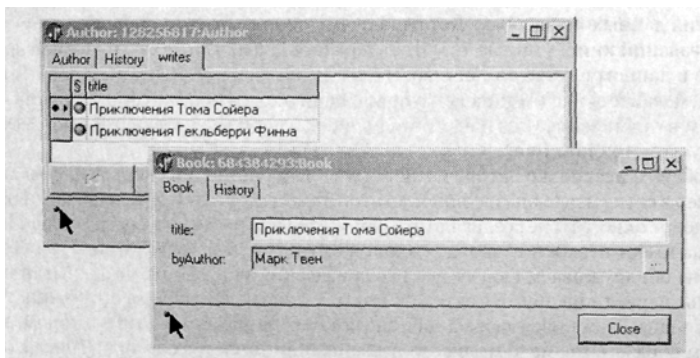 Author: 128256817:Author
Author History writes
§ title
Приключения Тома Сойера
Приключения Гекльберри Финна
Book: 684384293:Book
Book History
title: Приключения Тома Сойера
byAuthor: Марк Твен ...
Close